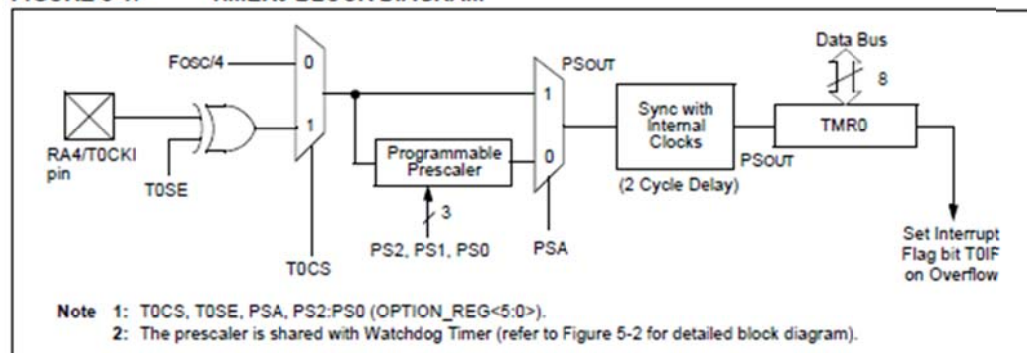 Data Bus
FOSC/4
0
PSOUT
8
1
1
Sync with
Internal
Clocks
TMR0
RA4/T0CKI
pin
Programmable
Prescaler
0
PSOUT
T0SE
(2 Cycle Delay)
3
PS2, PS1, PS0
PSA
T0CS
Set Interrupt
Flag bit T0IF
on Overflow
Note 1: T0CS, T0SE, PSA, PS2:PS0 (OPTION_REG<5:0>).
2: The prescaler is shared with Watchdog Timer (refer to Figure 5-2 for detailed block diagram).